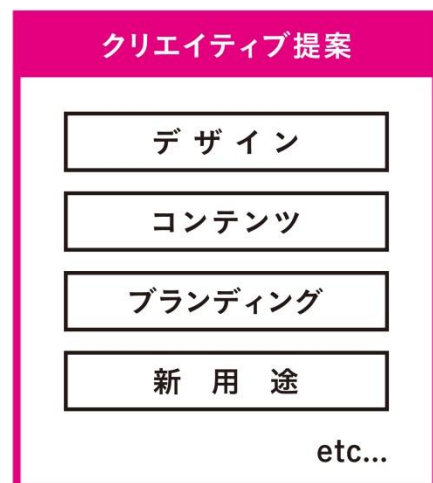 クリエイティブ提案
デザイン
コンテンツ
ブランディング
新用途
etc...